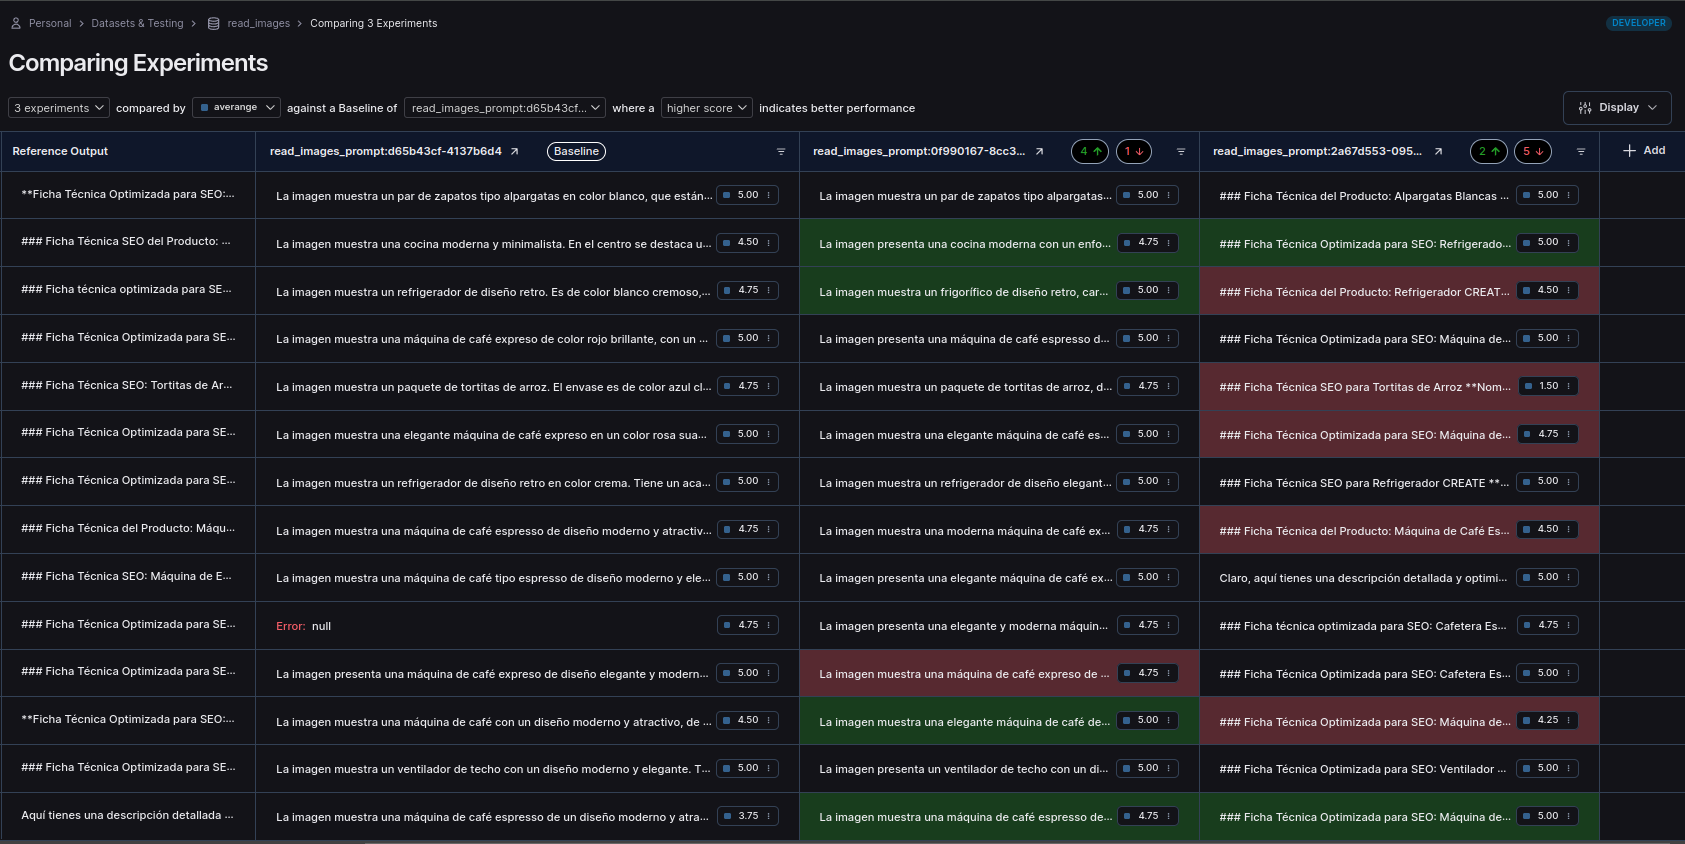 Personal > Datasets & Testing > read_images > Comparing 3 Experiments DEVELOPER
Comparing Experiments
3 experiments compared by averange against a Baseline of read_images_prompt:d65b43cf... where a higher score indicates better performance Display
Reference Output read_images_prompt:d65b43cf-4137b6d4 Baseline read_images_prompt:0f990167-8cc3... 4 ↑ 1 ↓ read_images_prompt:2a67d553-095... 2 ↑ 5 ↓ + Add
**Ficha Técnica Optimizada para SEO:... La imagen muestra un par de zapatos tipo alpargatas en color blanco, que están... 5.00 La imagen muestra un par de zapatos tipo alpargatas... 5.00 ### Ficha Técnica del Producto: Alpargatas Blancas ... 5.00
### Ficha Técnica SEO del Producto: ... La imagen muestra una cocina moderna y minimalista. En el centro se destaca u... 4.50 La imagen presenta una cocina moderna con un enfo... 4.75 ### Ficha Técnica Optimizada para SEO: Refrigerado... 5.00
### Ficha técnica optimizada para SE... La imagen muestra un refrigerador de diseño retro. Es de color blanco cremoso,... 4.75 La imagen muestra un frigorífico de diseño retro, car... 5.00 ### Ficha Técnica del Producto: Refrigerador CREAT... 4.50
### Ficha Técnica Optimizada para SE... La imagen muestra una máquina de café expreso de color rojo brillante, con un ... 5.00 La imagen presenta una máquina de café espresso d... 5.00 ### Ficha Técnica Optimizada para SEO: Máquina de... 5.00
### Ficha Técnica SEO: Tortitas de Ar... La imagen muestra un paquete de tortitas de arroz. El envase es de color azul cl... 4.75 La imagen muestra un paquete de tortitas de arroz, d... 4.75 ### Ficha Técnica SEO para Tortitas de Arroz **Nom... 1.50
### Ficha Técnica Optimizada para SE... La imagen muestra una elegante máquina de café expreso en un color rosa sua... 5.00 La imagen muestra una elegante máquina de café es... 5.00 ### Ficha Técnica Optimizada para SEO: Máquina de... 4.75
### Ficha Técnica Optimizada para SE... La imagen muestra un refrigerador de diseño retro en color crema. Tiene un aca... 5.00 La imagen muestra un refrigerador de diseño elegant... 5.00 ### Ficha Técnica SEO para Refrigerador CREATE **... 5.00
### Ficha Técnica del Producto: Máqu... La imagen muestra una máquina de café espresso de diseño moderno y atractiv... 4.75 La imagen muestra una moderna máquina de café ex... 4.75 ### Ficha Técnica del Producto: Máquina de Café Es... 4.50
### Ficha Técnica SEO: Máquina de E... La imagen muestra una máquina de café tipo espresso de diseño moderno y ele... 5.00 La imagen presenta una elegante máquina de café ex... 5.00 Claro, aquí tienes una descripción detallada y optimi... 5.00
### Ficha Técnica Optimizada para SE... Error: null 4.75 La imagen presenta una elegante y moderna máquin... 4.75 ### Ficha técnica optimizada para SEO: Cafetera Es... 4.75
### Ficha Técnica Optimizada para SE... La imagen presenta una máquina de café expreso de diseño elegante y modern... 5.00 La imagen muestra una máquina de café expreso de ... 4.75 ### Ficha Técnica Optimizada para SEO: Cafetera Es... 5.00
**Ficha Técnica Optimizada para SEO:... La imagen muestra una máquina de café con un diseño moderno y atractivo, de ... 4.50 La imagen muestra una elegante máquina de café de... 5.00 ### Ficha Técnica Optimizada para SEO: Máquina de... 4.25
### Ficha Técnica Optimizada para SE... La imagen muestra un ventilador de techo con un diseño moderno y elegante. T... 5.00 La imagen presenta un ventilador de techo con un di... 5.00 ### Ficha Técnica Optimizada para SEO: Ventilador ... 5.00
Aquí tienes una descripción detallada ... La imagen muestra una máquina de café espresso de un diseño moderno y atra... 3.75 La imagen muestra una máquina de café espresso de... 4.75 ### Ficha Técnica Optimizada para SEO: Máquina de... 5.00